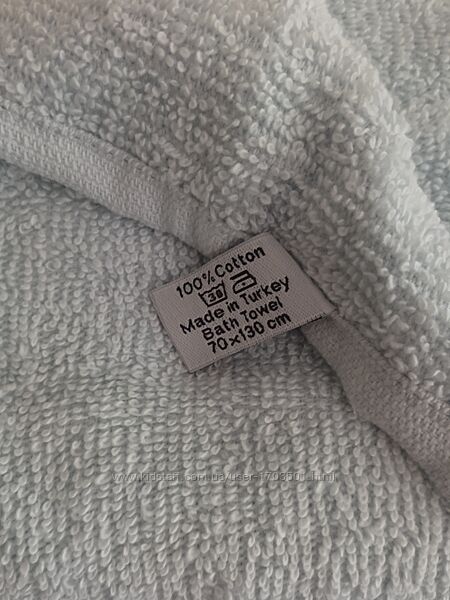 100% Cotton
30
Made in Turkey
Bath Towel
70×130 cm